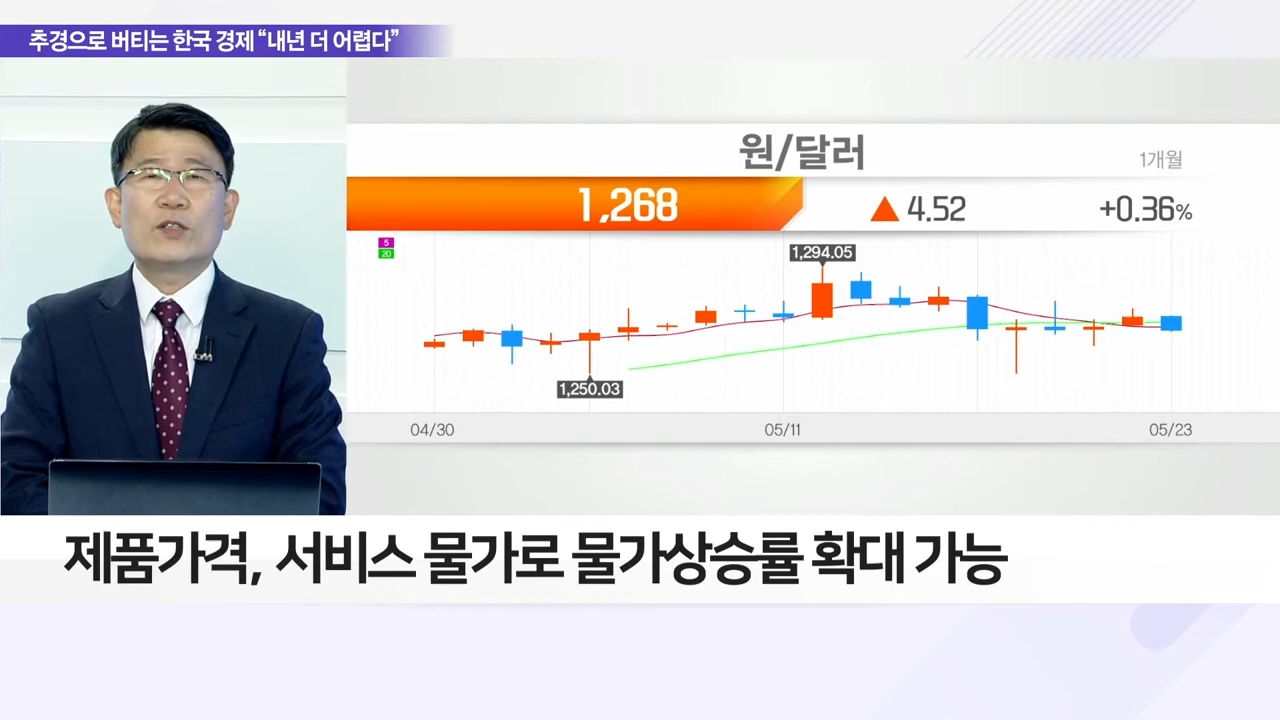 추경으로 버티는 한국 경제 “내년 더 어렵다”
원/달러
1개월
1,268
▲ 4.52
+0.36%
5
20
1,294.05
1,250.03
04/30
05/11
05/23
제품가격, 서비스 물가로 물가상승률 확대 가능